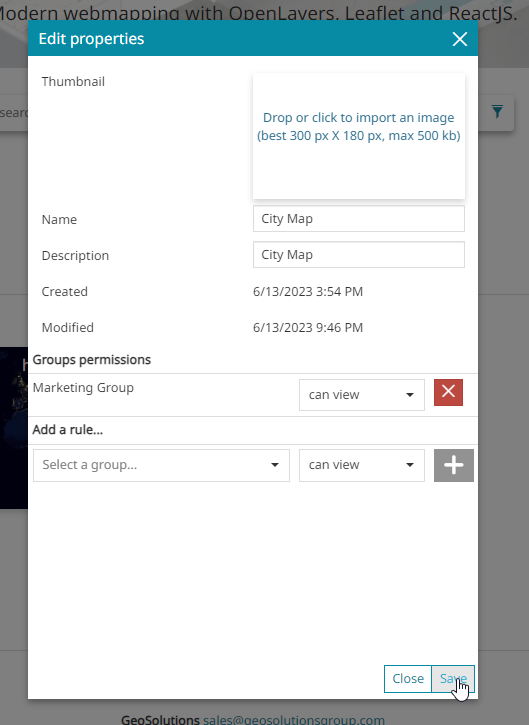 Modern webmapping with OpenLayers, Leaflet and ReactJS.
Edit properties
Thumbnail
Drop or click to import an image
(best 300 px X 180 px, max 500 kb)
Name
City Map
Description
City Map
Created
6/13/2023 3:54 PM
Modified
6/13/2023 9:46 PM
Groups permissions
Marketing Group
can view
Add a rule...
Select a group...
can view
Close
Save
GeoSolutions sales@geosolutionsgroup.com